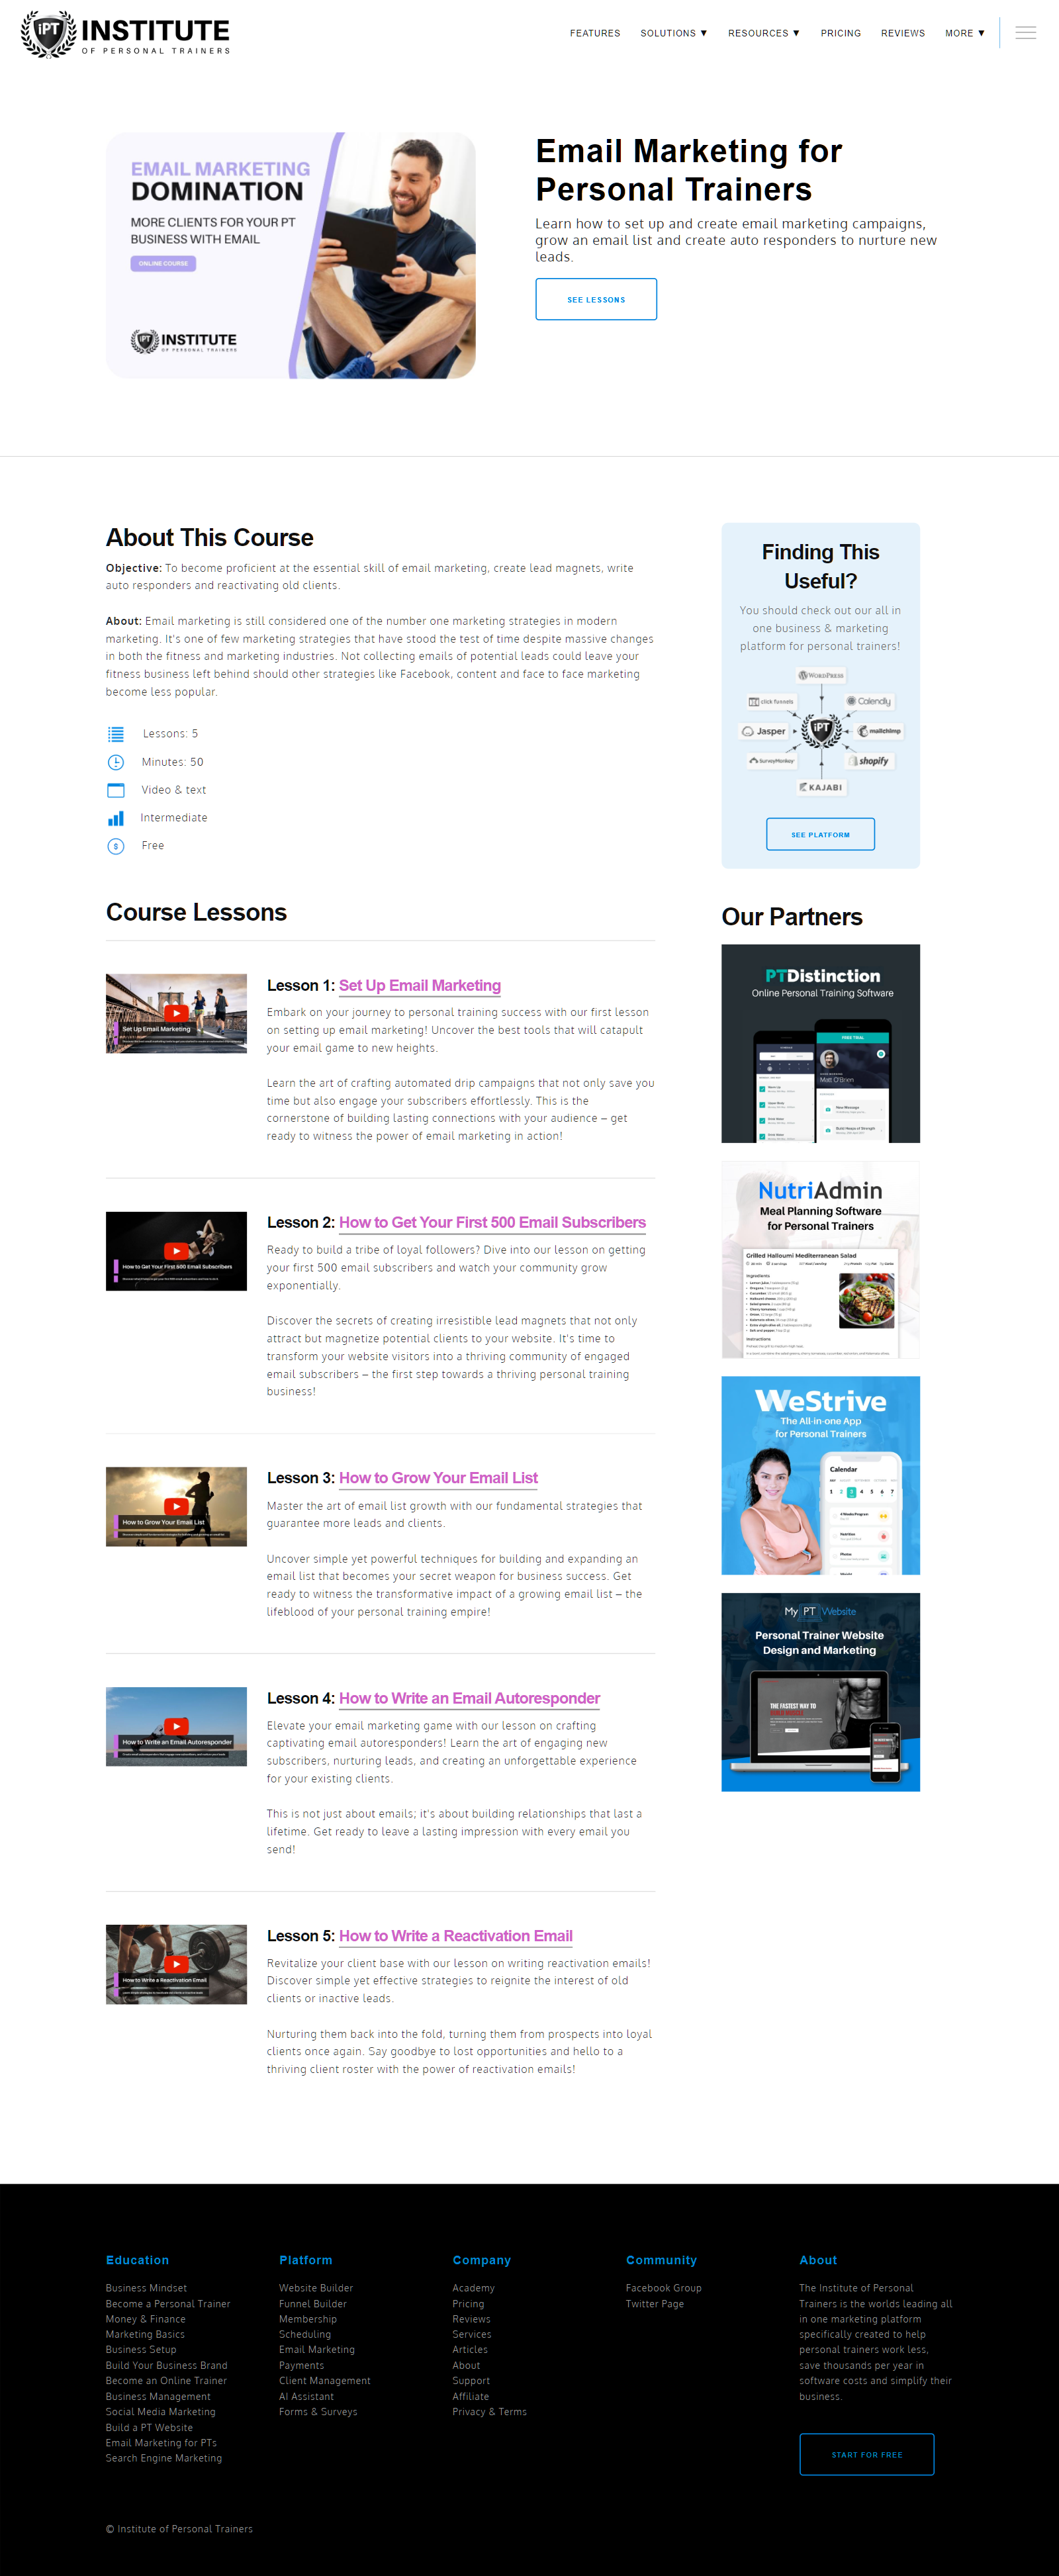 iPT INSTITUTE
OF PERSONAL TRAINERS
FEATURES SOLUTIONS ▼ RESOURCES ▼ PRICING REVIEWS MORE ▼
EMAIL MARKETING
DOMINATION
MORE CLIENTS FOR YOUR PT
BUSINESS WITH EMAIL
ONLINE COURSE
iPT INSTITUTE
OF PERSONAL TRAINERS
Email Marketing for
Personal Trainers
Learn how to set up and create email marketing campaigns,
grow an email list and create auto responders to nurture new
leads.
SEE LESSONS
About This Course
Objective: To become proficient at the essential skill of email marketing, create lead magnets, write
auto responders and reactivating old clients.
About: Email marketing is still considered one of the number one marketing strategies in modern
marketing. It's one of few marketing strategies that have stood the test of time despite massive changes
in both the fitness and marketing industries. Not collecting emails of potential leads could leave your
fitness business left behind should other strategies like Facebook, content and face to face marketing
become less popular.
Lessons: 5
Minutes: 50
Video & text
Intermediate
$ Free
Finding This
Useful?
You should check out our all in
one business & marketing
platform for personal trainers!
WORDPRESS
click funnels
Calendly
Jasper
iPT
mailchimp
SurveyMonkey
shopify
KAJABI
SEE PLATFORM
Course Lessons
Set Up Email Marketing
Lesson 1: Set Up Email Marketing
Embark on your journey to personal training success with our first lesson
on setting up email marketing! Uncover the best tools that will catapult
your email game to new heights.
Learn the art of crafting automated drip campaigns that not only save you
time but also engage your subscribers effortlessly. This is the
cornerstone of building lasting connections with your audience – get
ready to witness the power of email marketing in action!
How to Get Your First 500 Email Subscribers
Lesson 2: How to Get Your First 500 Email Subscribers
Ready to build a tribe of loyal followers? Dive into our lesson on getting
your first 500 email subscribers and watch your community grow
exponentially.
Discover the secrets of creating irresistible lead magnets that not only
attract but magnetize potential clients to your website. It's time to
transform your website visitors into a thriving community of engaged
email subscribers – the first step towards a thriving personal training
business!
How to Grow Your Email List
Lesson 3: How to Grow Your Email List
Master the art of email list growth with our fundamental strategies that
guarantee more leads and clients.
Uncover simple yet powerful techniques for building and expanding an
email list that becomes your secret weapon for business success. Get
ready to witness the transformative impact of a growing email list – the
lifeblood of your personal training empire!
How to Write an Email Autoresponder
Lesson 4: How to Write an Email Autoresponder
Elevate your email marketing game with our lesson on crafting
captivating email autoresponders! Learn the art of engaging new
subscribers, nurturing leads, and creating an unforgettable experience
for your existing clients.
This is not just about emails; it's about building relationships that last a
lifetime. Get ready to leave a lasting impression with every email you
send!
How to Write a Reactivation Email
Lesson 5: How to Write a Reactivation Email
Revitalize your client base with our lesson on writing reactivation emails!
Discover simple yet effective strategies to reignite the interest of old
clients or inactive leads.
Nurturing them back into the fold, turning them from prospects into loyal
clients once again. Say goodbye to lost opportunities and hello to a
thriving client roster with the power of reactivation emails!
Our Partners
PTDistinction
Online Personal Training Software
FREE TRIAL
Matt O'Brien
NutriAdmin
Meal Planning Software
for Personal Trainers
Grilled Halloumi Mediterranean Salad
Ingredients
Instructions
WeStrive
The All-in-one App
for Personal Trainers
Calendar
1 2 3 4 5 6 7
4 Weeks Program
Nutrition
Photos
Weight
My PT Website
Personal Trainer Website
Design and Marketing
THE FASTEST WAY TO
BUILD MUSCLE
Education
Business Mindset
Become a Personal Trainer
Money & Finance
Marketing Basics
Business Setup
Build Your Business Brand
Become an Online Trainer
Business Management
Social Media Marketing
Build a PT Website
Email Marketing for PTs
Search Engine Marketing
Platform
Website Builder
Funnel Builder
Membership
Scheduling
Email Marketing
Payments
Client Management
AI Assistant
Forms & Surveys
Company
Academy
Pricing
Reviews
Services
Articles
About
Support
Affiliate
Privacy & Terms
Community
Facebook Group
Twitter Page
About
The Institute of Personal
Trainers is the worlds leading all
in one marketing platform
specifically created to help
personal trainers work less,
save thousands per year in
software costs and simplify their
business.
START FOR FREE
© Institute of Personal Trainers